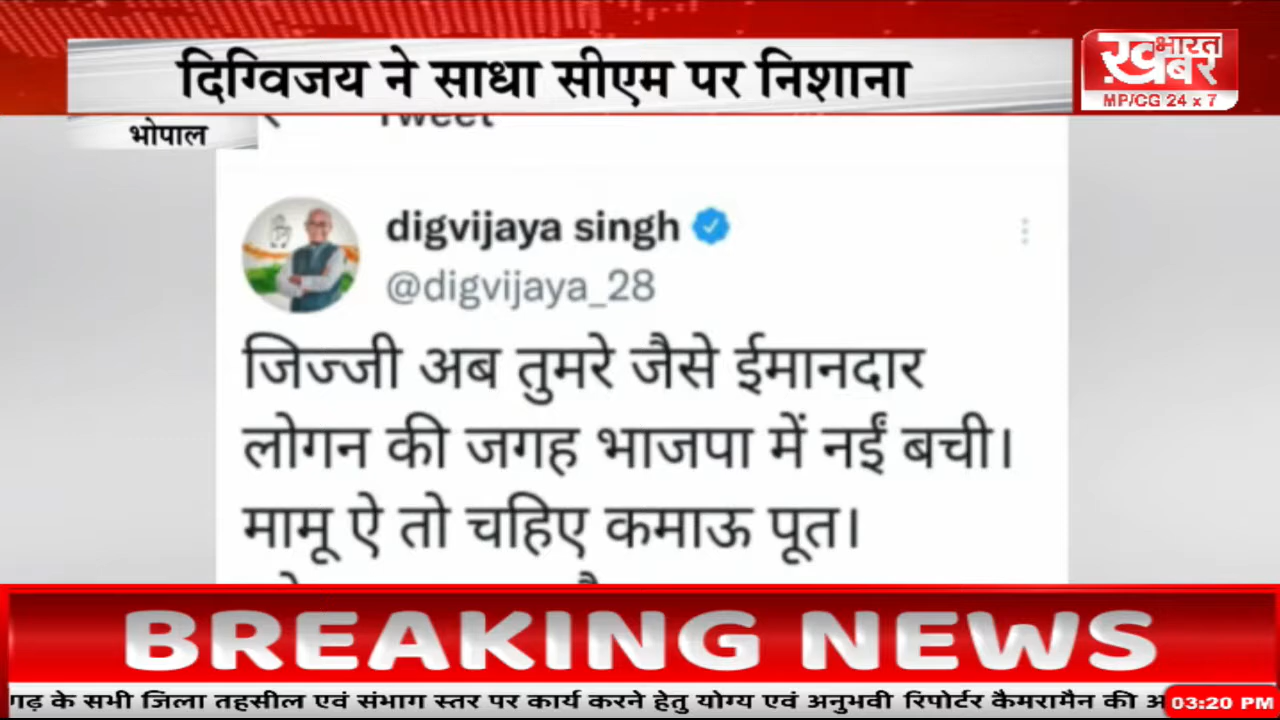 दिग्विजय ने साधा सीएम पर निशाना
भारत
ख़बर
MP/CG 24 x 7
भोपाल
Tweet
digvijaya singh
@digvijaya_28
जिज्जी अब तुमरे जैसे ईमानदार
लोगन की जगह भाजपा में नईं बची।
मामू ऐ तो चहिए कमाऊ पूत।
BREAKING NEWS
गढ़ के सभी जिला तहसील एवं संभाग स्तर पर कार्य करने हेतु योग्य एवं अनुभवी रिपोर्टर कैमरामैन की
03:20 PM